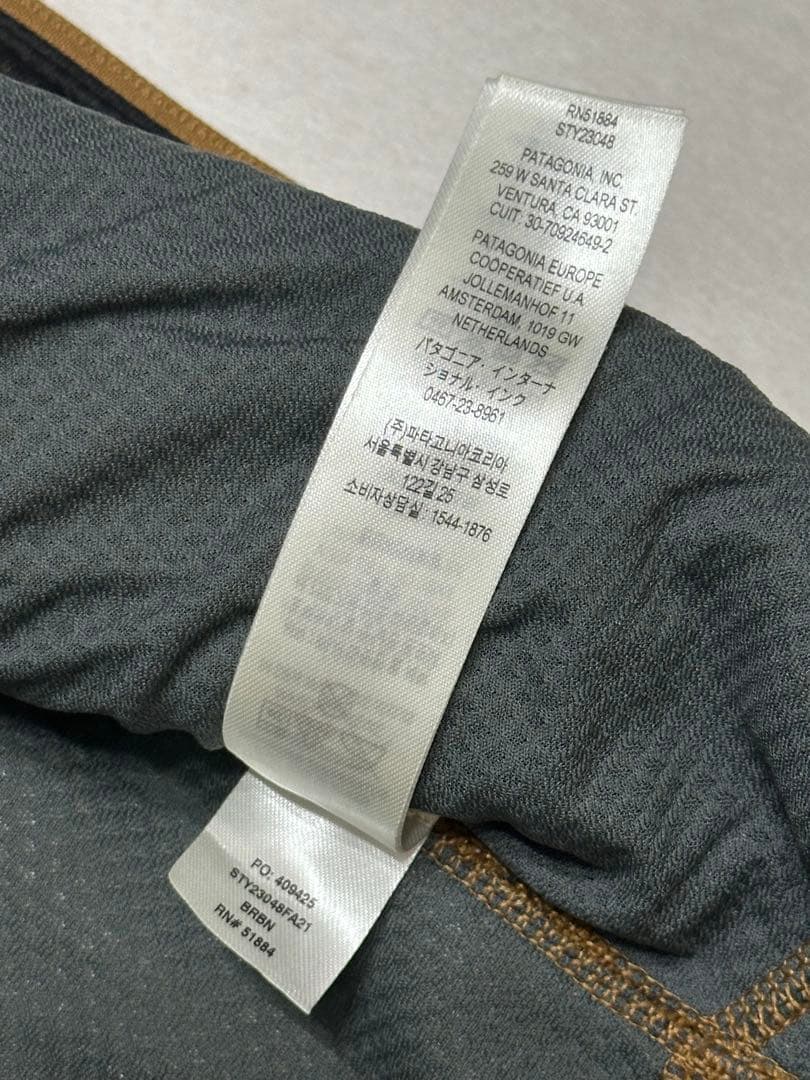 RN51884
STY23048
PATAGONIA, INC.
259 W SANTA CLARA ST.
VENTURA, CA 93001
CUIT: 30-70924649-2
PATAGONIA EUROPE
COÖPERATIEF U.A.
JOLLEMANHOF 11
AMSTERDAM, 1019 GW
NETHERLANDS
パタゴニア・インターナ
ショナル・インク
0467-23-8961
(주)파타고니아코리아
서울특별시 강남구 삼성로
122길 25
소비자상담실: 1544-1876
PO: 409425
STY23048FA21
BRBN
RN# 51884